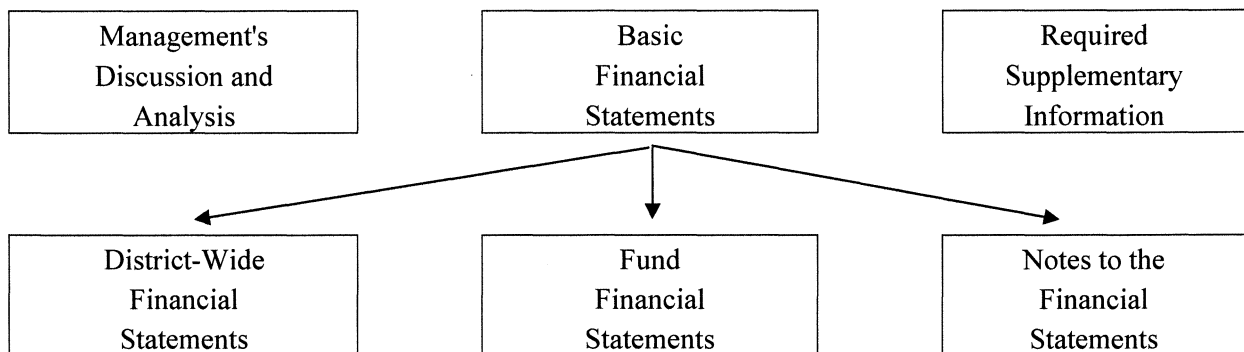 Management's
Discussion and
Analysis
Basic
Financial
Statements
Required
Supplementary
Information
District-Wide
Financial
Statements
Fund
Financial
Statements
Notes to the
Financial
Statements